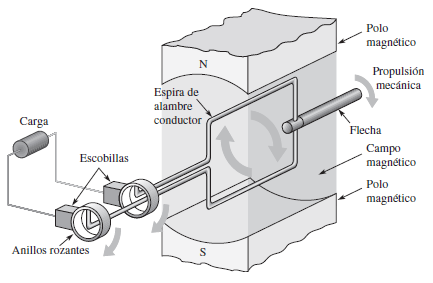 Polo
magnético
N
Propulsión
mecánica
Espira de
alambre
conductor
Carga
Flecha
Escobillas
Campo
magnético
Polo
magnético
Anillos rozantes
S